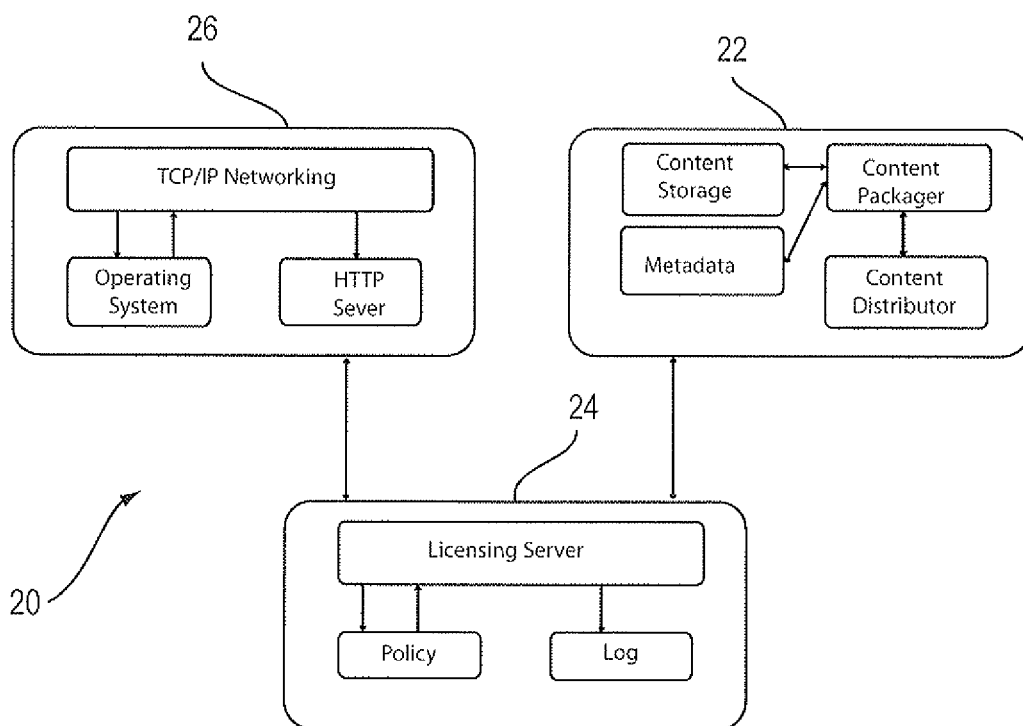 26
22
TCP/IP Networking
Operating
System
HTTP
Sever
Content
Storage
Content
Packager
Metadata
Content
Distributor
24
Licensing Server
Policy
Log
20